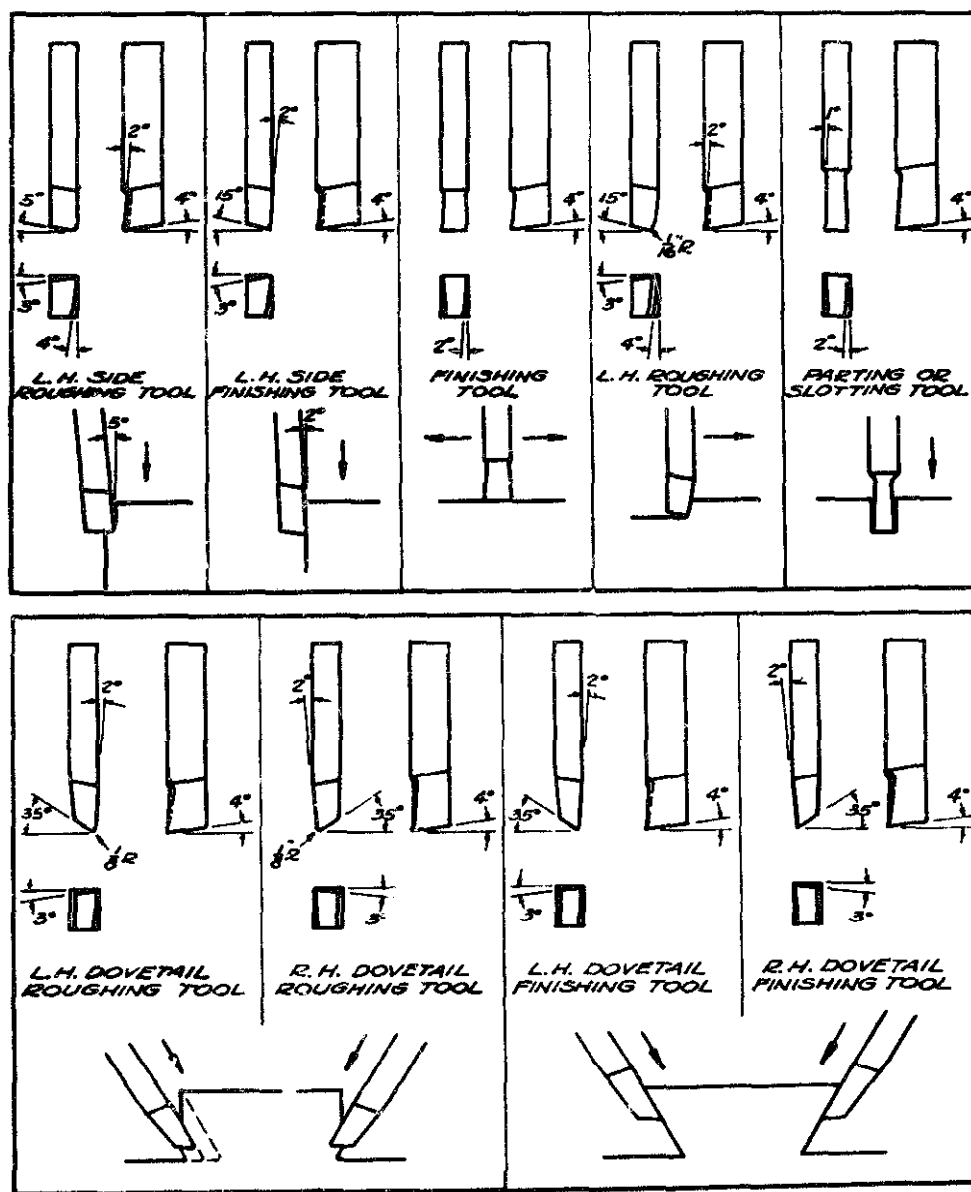 2°
5°
4°
3°
4°
L.H. SIDE
ROUGHING TOOL
5°
2°
15°
4°
3°
L.H. SIDE
FINISHING TOOL
2°
4°
2°
FINISHING
TOOL
2°
15°
4°
1/16"R
3°
4°
L.H. ROUGHING
TOOL
1°
4°
2°
PARTING OR
SLOTTING TOOL
2°
35°
4°
1/8"R
3°
L.H. DOVETAIL
ROUGHING TOOL
2°
35°
4°
1/8"R
3°
R.H. DOVETAIL
ROUGHING TOOL
2°
35°
4°
3°
L.H. DOVETAIL
FINISHING TOOL
2°
35°
4°
3°
R.H. DOVETAIL
FINISHING TOOL